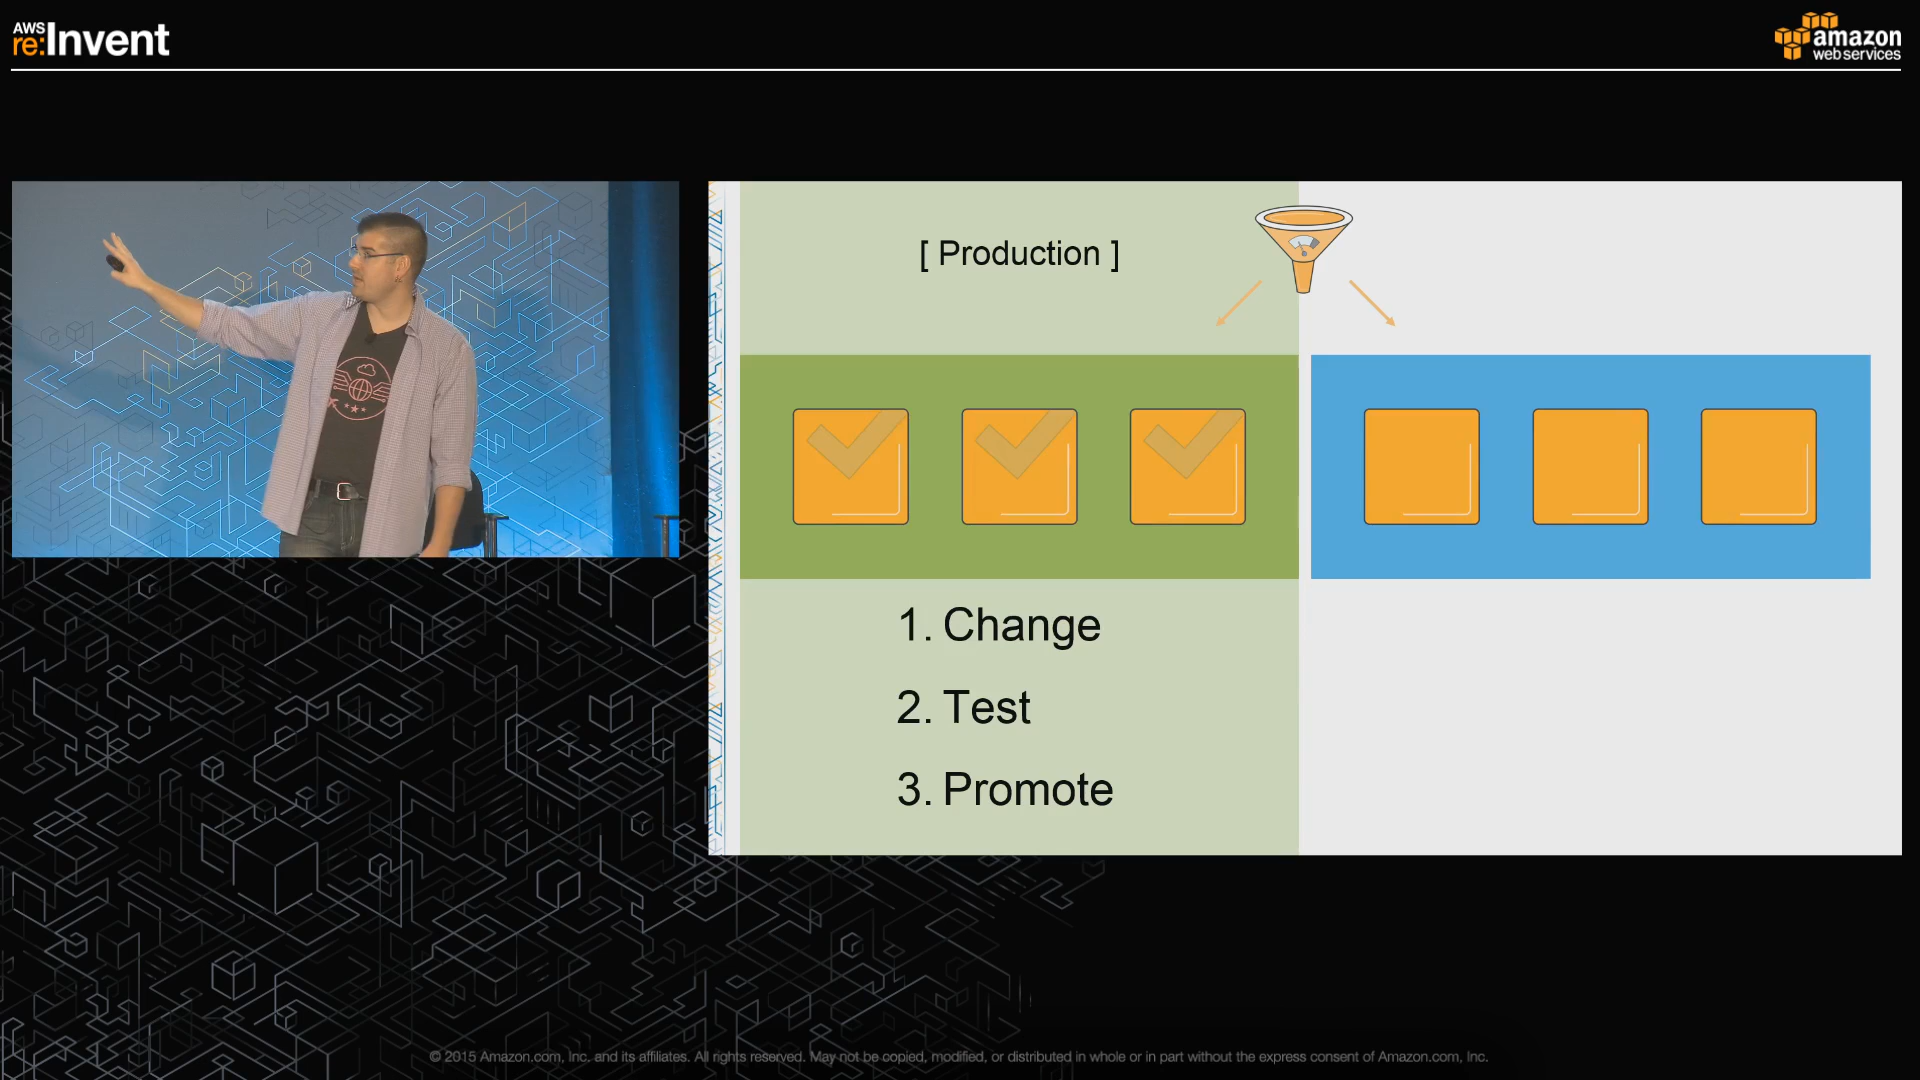 AWS
re:Invent
amazon
webservices
[ Production ]
1. Change
2. Test
3. Promote
© 2015 Amazon.com, Inc. and its affiliates. All rights reserved. May not be copied, modified, or distributed in whole or in part without the express consent of Amazon.com, Inc.